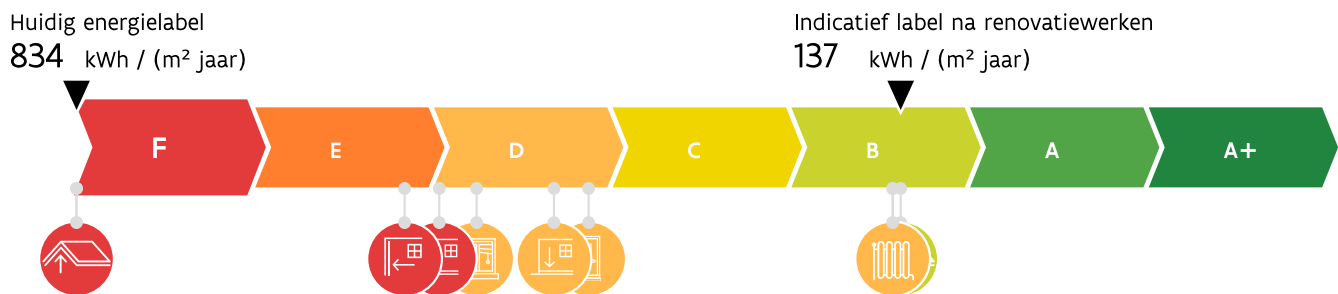 Huidig energielabel
834 kWh / (m² jaar)
Indicatief label na renovatiewerken
137 kWh / (m² jaar)
F E D C B A A+